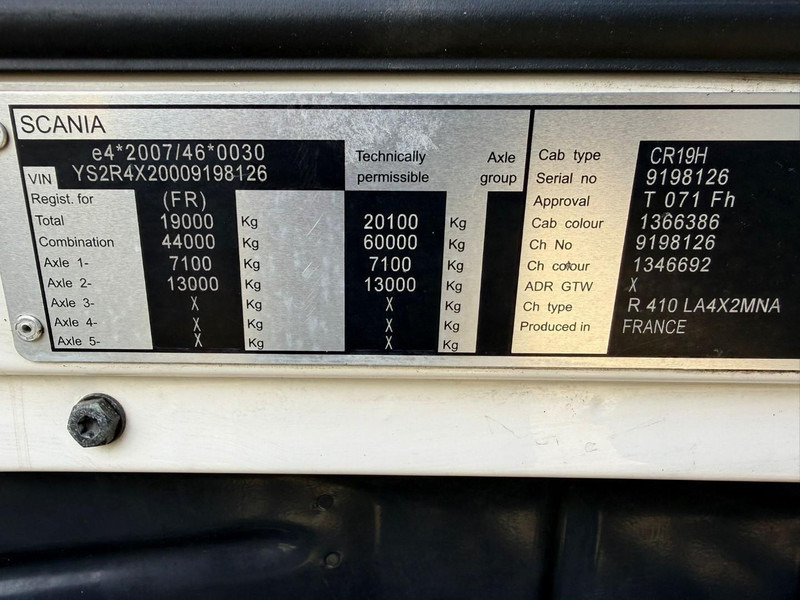 SCANIA
e4*2007/46*0030
VIN YS2R4X20009198126
Technically permissible
Axle group
Regist. for (FR)
Total 19000 Kg 20100 Kg
Combination 44000 Kg 60000 Kg
Axle 1- 7100 Kg 7100 Kg
Axle 2- 13000 Kg 13000 Kg
Axle 3- X Kg X Kg
Axle 4- X Kg X Kg
Axle 5- X Kg X Kg
Cab type CR19H
Serial no 9198126
Approval T 071 Fh
Cab colour 1366386
Ch No 9198126
Ch colour 1346692
ADR GTW X
Ch type R 410 LA4X2MNA
Produced in FRANCE